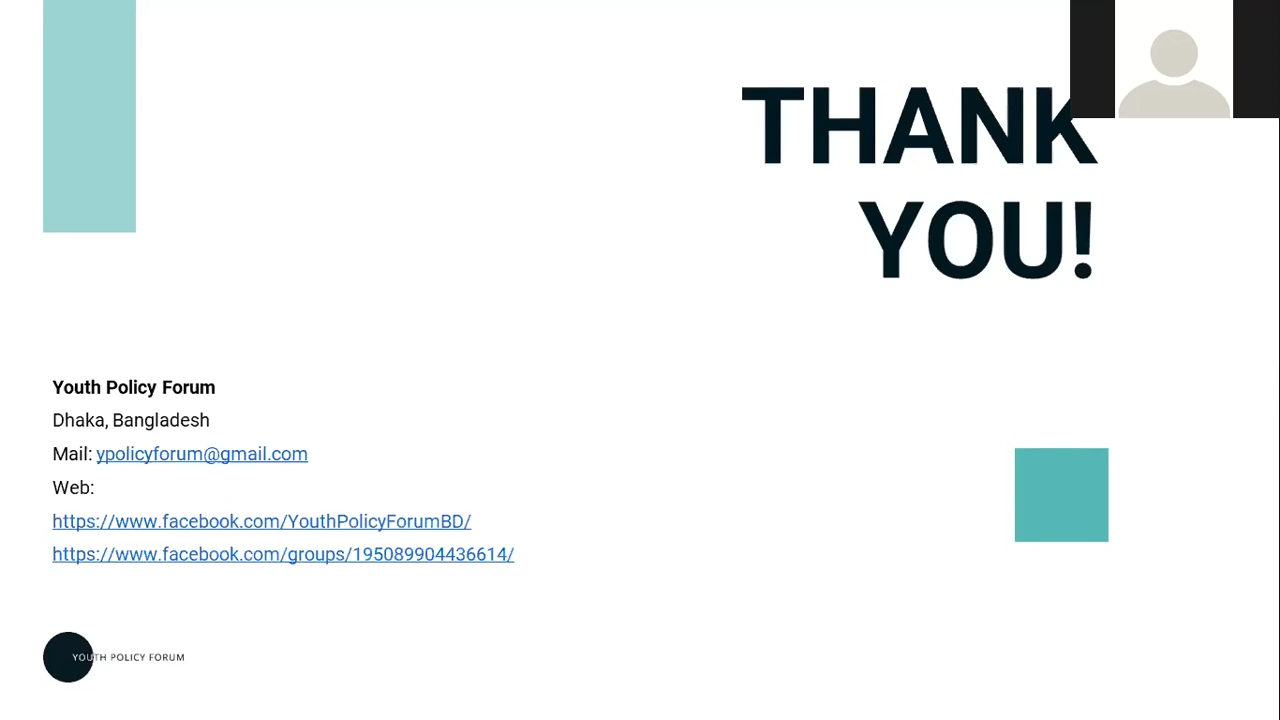 THANK
YOU!
Youth Policy Forum
Dhaka, Bangladesh
Mail: ypolicyforum@gmail.com
Web:
https://www.facebook.com/YouthPolicyForumBD/
https://www.facebook.com/groups/195089904436614/
YOUTH POLICY FORUM